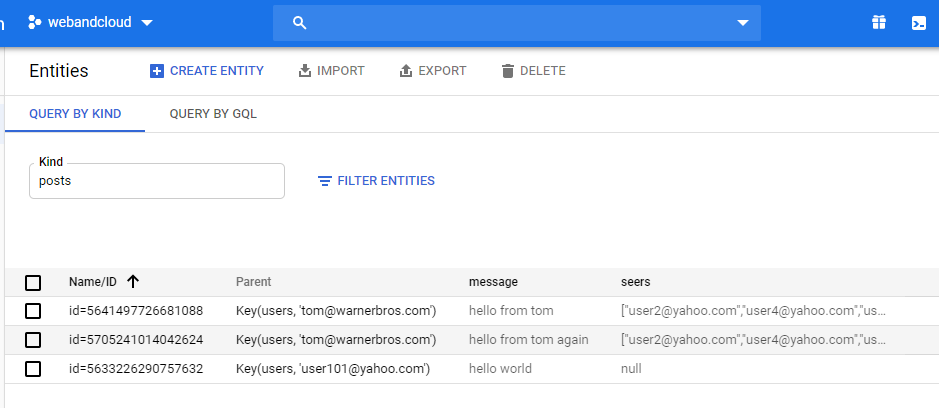 webandcloud
Entities CREATE ENTITY IMPORT EXPORT DELETE
QUERY BY KIND QUERY BY GQL
Kind
posts FILTER ENTITIES
Name/ID Parent message seers
id=5641497726681088 Key(users, 'tom@warnerbros.com') hello from tom ["user2@yahoo.com","user4@yahoo.com","us...
id=5705241014042624 Key(users, 'tom@warnerbros.com') hello from tom again ["user2@yahoo.com","user4@yahoo.com","us...
id=5633226290757632 Key(users, 'user101@yahoo.com') hello world null